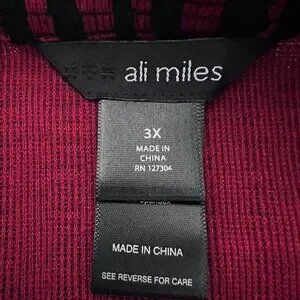 ali miles
3X
MADE IN
CHINA
RN 127304
MADE IN CHINA
SEE REVERSE FOR CARE